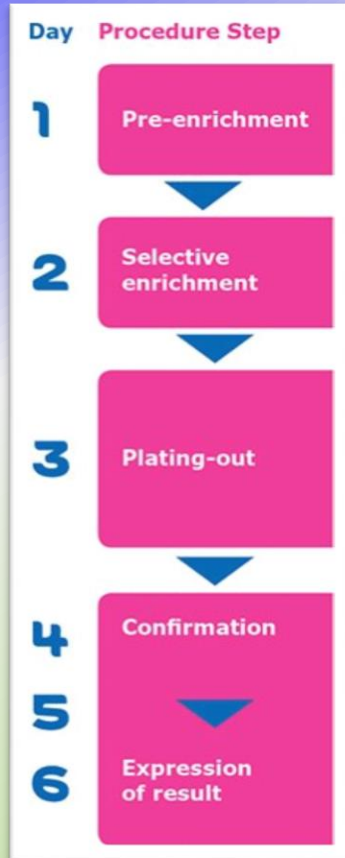 Day Procedure Step
1 Pre-enrichment
2 Selective
enrichment
3 Plating-out
4 Confirmation
5
6 Expression
of result